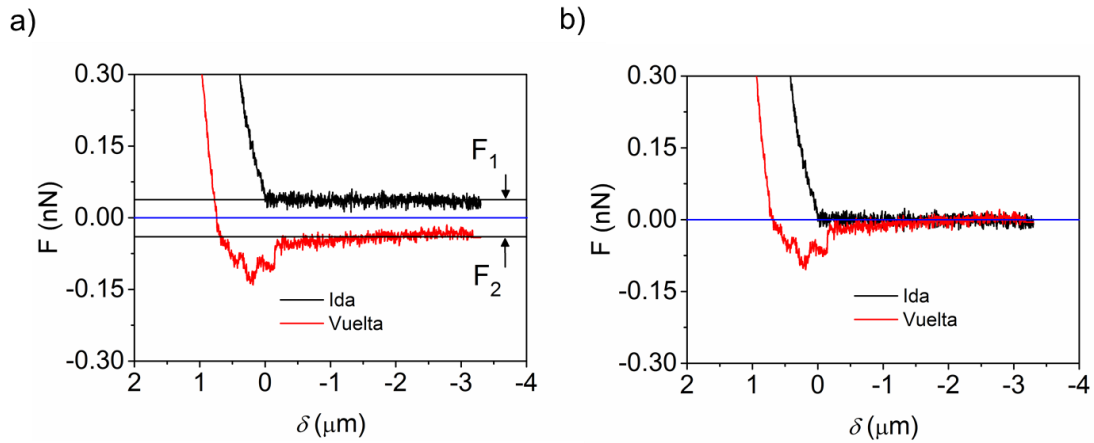 a)
0.30
0.15
0.00
-0.15
-0.30
F (nN)
F₁
F₂
Ida
Vuelta
2 1 0 -1 -2 -3 -4
δ (μm)
b)
0.30
0.15
0.00
-0.15
-0.30
F (nN)
Ida
Vuelta
2 1 0 -1 -2 -3 -4
δ (μm)